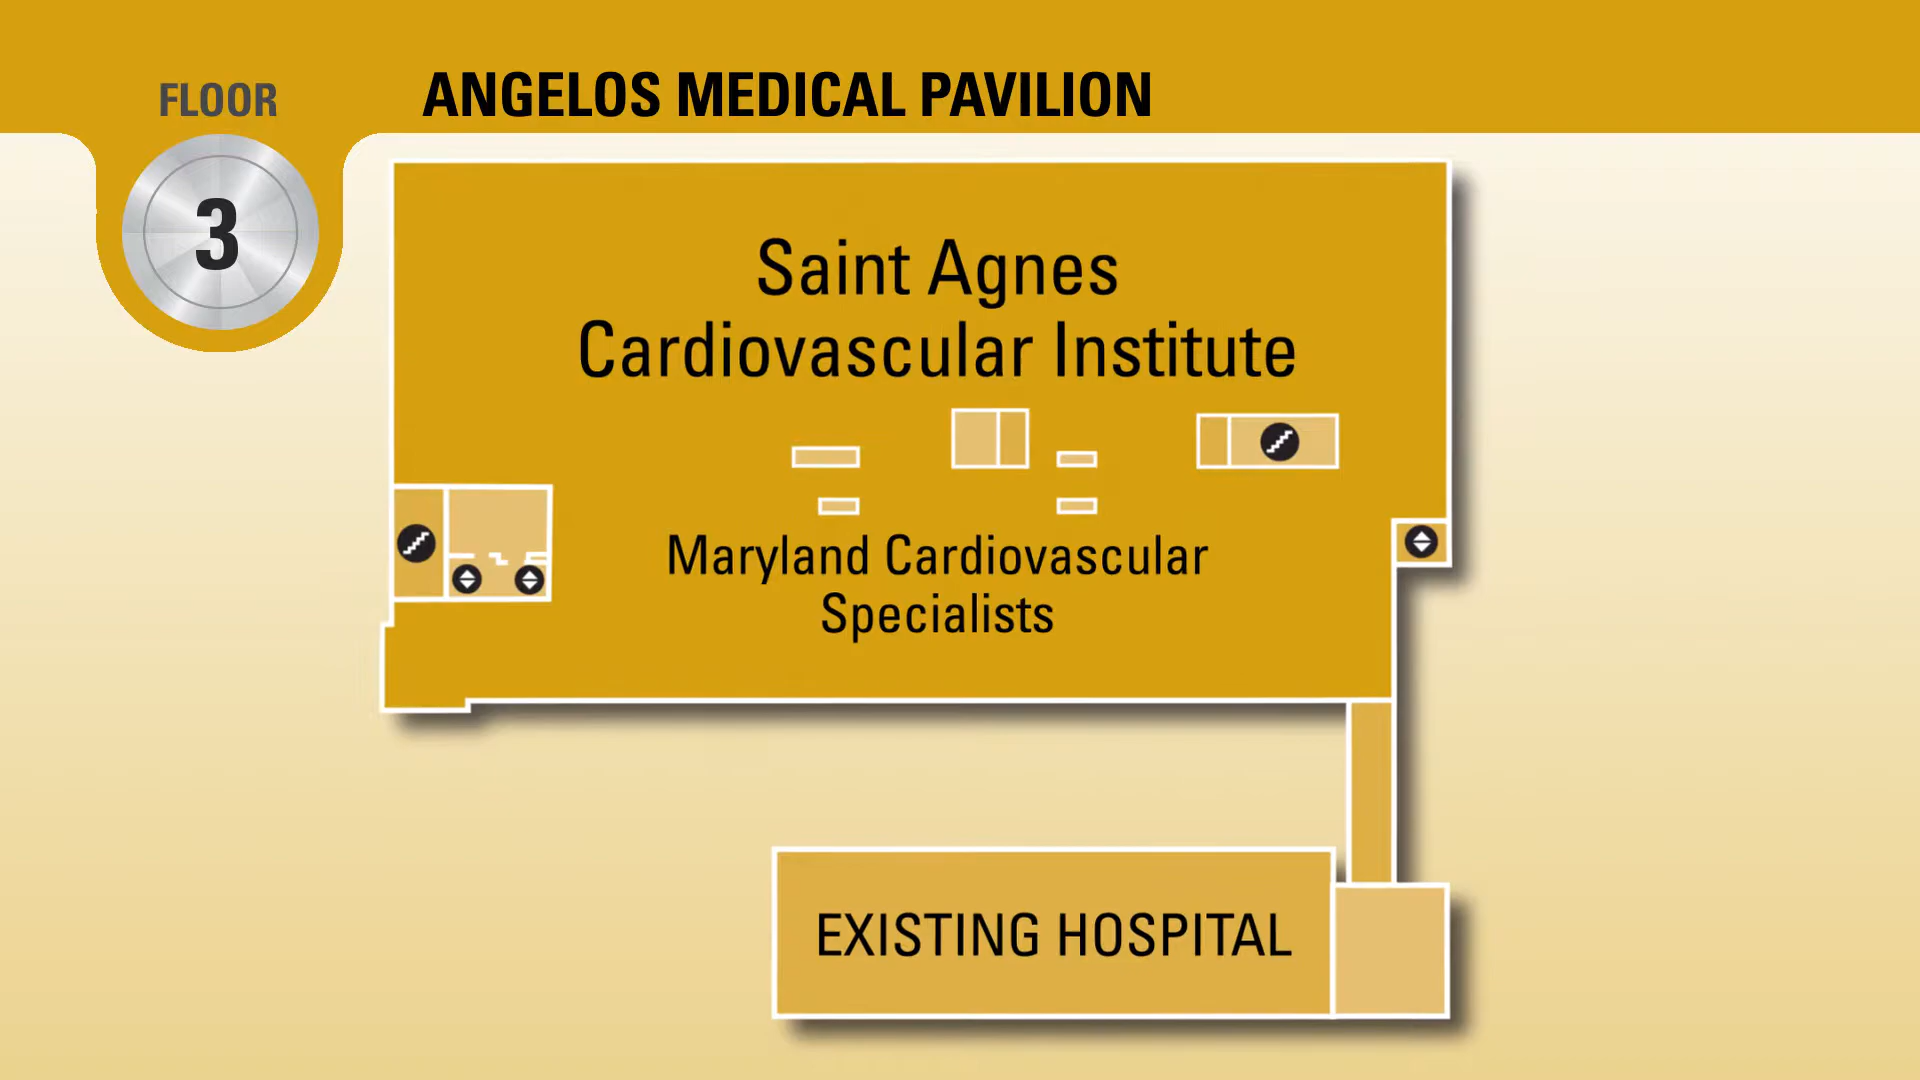 FLOOR
3
ANGELOS MEDICAL PAVILION
Saint Agnes
Cardiovascular Institute
Maryland Cardiovascular
Specialists
EXISTING HOSPITAL